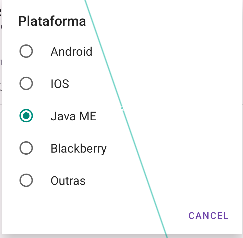 Plataforma
Android
IOS
Java ME
Blackberry
Outras
CANCEL